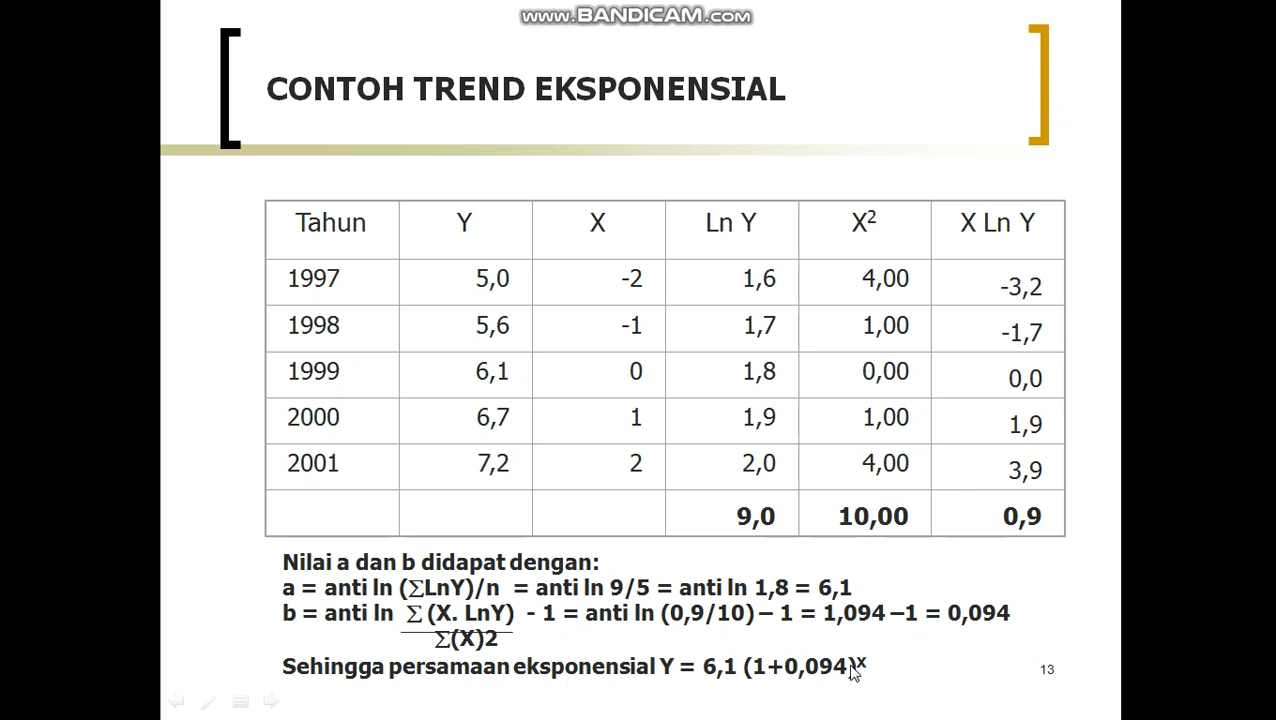 www.BANDICAM.com
CONTOH TREND EKSPONENSIAL
Tahun Y X Ln Y X² X Ln Y
1997 5,0 -2 1,6 4,00 -3,2
1998 5,6 -1 1,7 1,00 -1,7
1999 6,1 0 1,8 0,00 0,0
2000 6,7 1 1,9 1,00 1,9
2001 7,2 2 2,0 4,00 3,9
9,0 10,00 0,9
Nilai a dan b didapat dengan:
a = anti ln (∑LnY)/n = anti ln 9/5 = anti ln 1,8 = 6,1
b = anti ln ∑ (X. LnY) - 1 = anti ln (0,9/10) – 1 = 1,094 –1 = 0,094
∑(X)2
Sehingga persamaan eksponensial Y = 6,1 (1+0,094)ˣ
13